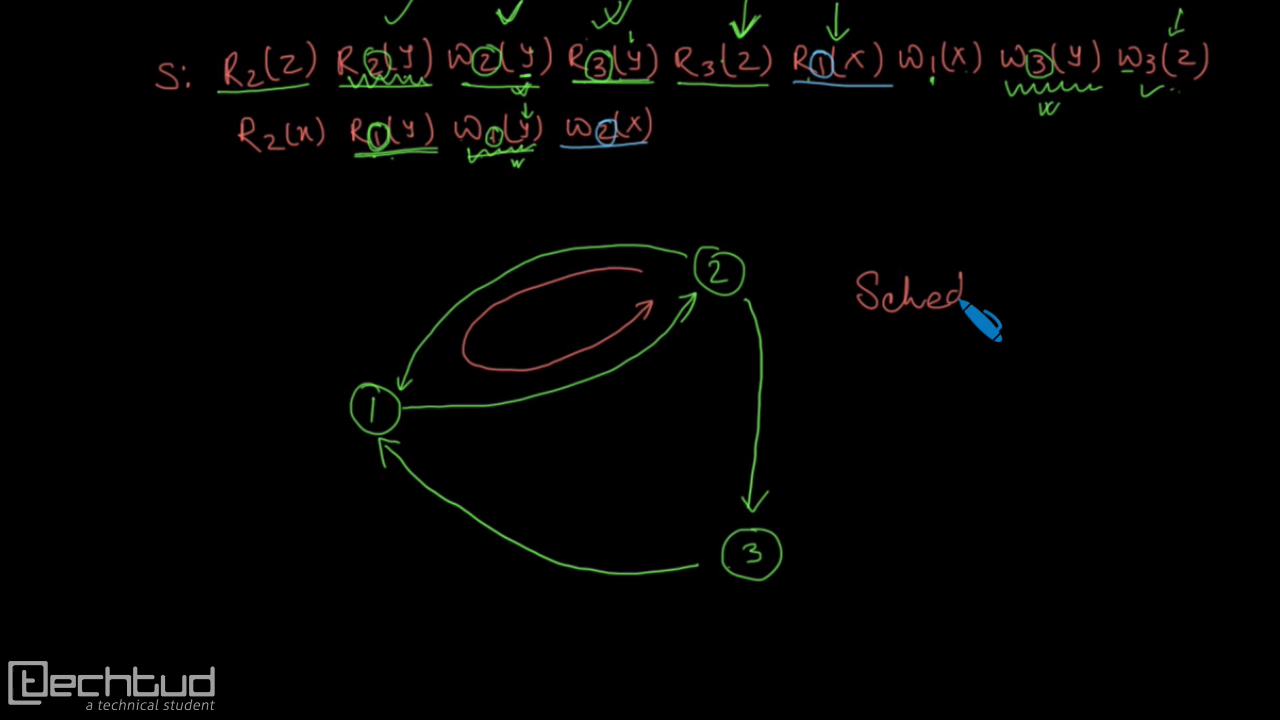 S: R2(Z) R2(Y) W2(Y) R3(Y) R3(Z) R1(X) W1(X) W3(Y) W3(Z)
R2(X) R1(Y) W1(Y) W2(X)
2
Sched
1
3
techtud
a technical student